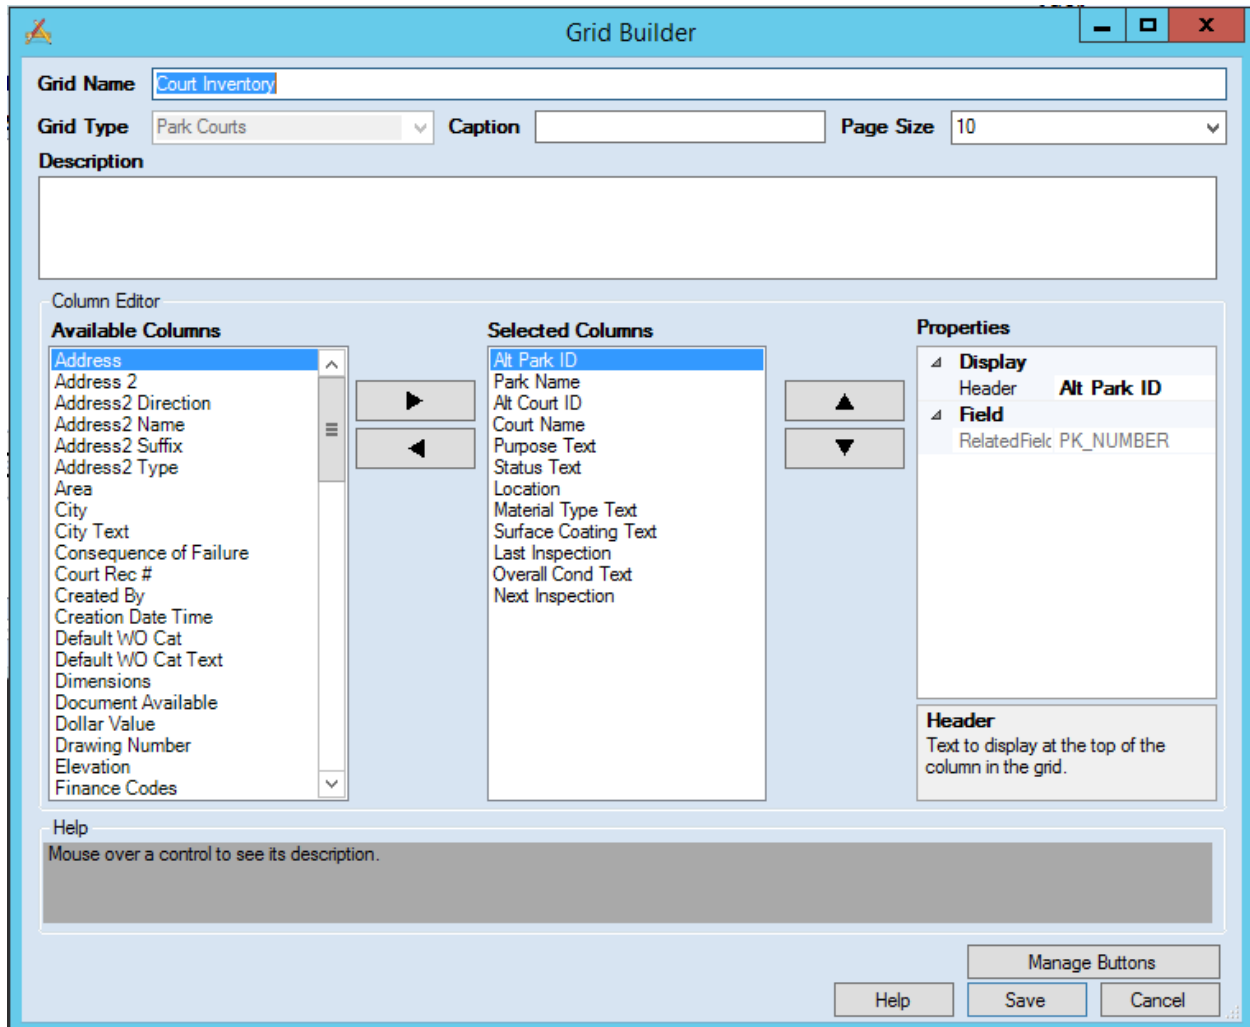 Grid Builder
Grid Name Court Inventory
Grid Type Park Courts Caption Page Size 10
Description
Column Editor
Available Columns
Address
Address 2
Address2 Direction
Address2 Name
Address2 Suffix
Address2 Type
Area
City
City Text
Consequence of Failure
Court Rec #
Created By
Creation Date Time
Default WO Cat
Default WO Cat Text
Dimensions
Document Available
Dollar Value
Drawing Number
Elevation
Finance Codes
Selected Columns
Alt Park ID
Park Name
Alt Court ID
Court Name
Purpose Text
Status Text
Location
Material Type Text
Surface Coating Text
Last Inspection
Overall Cond Text
Next Inspection
Properties
Display
Header Alt Park ID
Field
RelatedField PK_NUMBER
Header
Text to display at the top of the
column in the grid.
Help
Mouse over a control to see its description.
Manage Buttons
Help Save Cancel